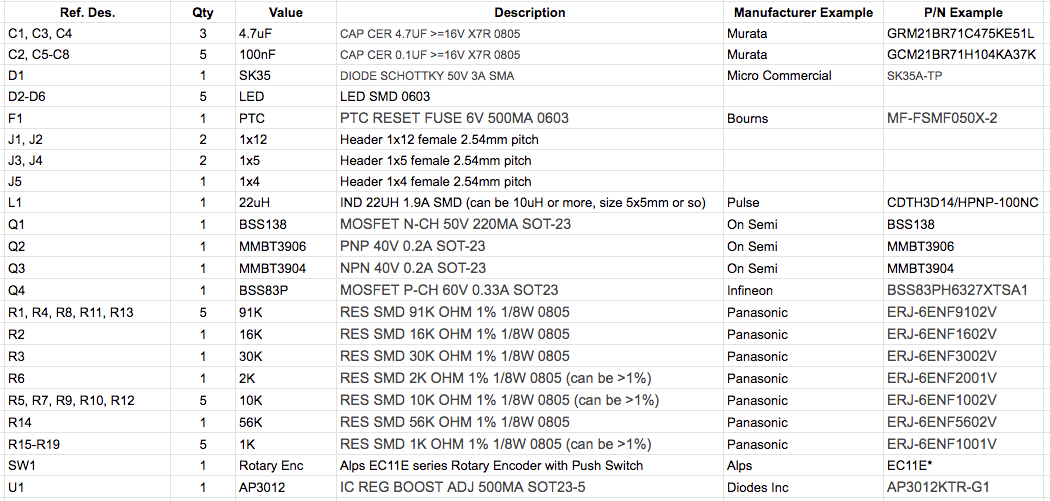 Ref. Des. Qty Value Description Manufacturer Example P/N Example
C1, C3, C4 3 4.7uF CAP CER 4.7UF >=16V X7R 0805 Murata GRM21BR71C475KE51L
C2, C5-C8 5 100nF CAP CER 0.1UF >=16V X7R 0805 Murata GCM21BR71H104KA37K
D1 1 SK35 DIODE SCHOTTKY 50V 3A SMA Micro Commercial SK35A-TP
D2-D6 5 LED LED SMD 0603
F1 1 PTC PTC RESET FUSE 6V 500MA 0603 Bourns MF-FSMF050X-2
J1, J2 2 1x12 Header 1x12 female 2.54mm pitch
J3, J4 2 1x5 Header 1x5 female 2.54mm pitch
J5 1 1x4 Header 1x4 female 2.54mm pitch
L1 1 22uH IND 22UH 1.9A SMD (can be 10uH or more, size 5x5mm or so) Pulse CDTH3D14/HPNP-100NC
Q1 1 BSS138 MOSFET N-CH 50V 220MA SOT-23 On Semi BSS138
Q2 1 MMBT3906 PNP 40V 0.2A SOT-23 On Semi MMBT3906
Q3 1 MMBT3904 NPN 40V 0.2A SOT-23 On Semi MMBT3904
Q4 1 BSS83P MOSFET P-CH 60V 0.33A SOT23 Infineon BSS83PH6327XTSA1
R1, R4, R8, R11, R13 5 91K RES SMD 91K OHM 1% 1/8W 0805 Panasonic ERJ-6ENF9102V
R2 1 16K RES SMD 16K OHM 1% 1/8W 0805 Panasonic ERJ-6ENF1602V
R3 1 30K RES SMD 30K OHM 1% 1/8W 0805 Panasonic ERJ-6ENF3002V
R6 1 2K RES SMD 2K OHM 1% 1/8W 0805 (can be >1%) Panasonic ERJ-6ENF2001V
R5, R7, R9, R10, R12 5 10K RES SMD 10K OHM 1% 1/8W 0805 (can be >1%) Panasonic ERJ-6ENF1002V
R14 1 56K RES SMD 56K OHM 1% 1/8W 0805 Panasonic ERJ-6ENF5602V
R15-R19 5 1K RES SMD 1K OHM 1% 1/8W 0805 (can be >1%) Panasonic ERJ-6ENF1001V
SW1 1 Rotary Enc Alps EC11E series Rotary Encoder with Push Switch Alps EC11E*
U1 1 AP3012 IC REG BOOST ADJ 500MA SOT23-5 Diodes Inc AP3012KTR-G1